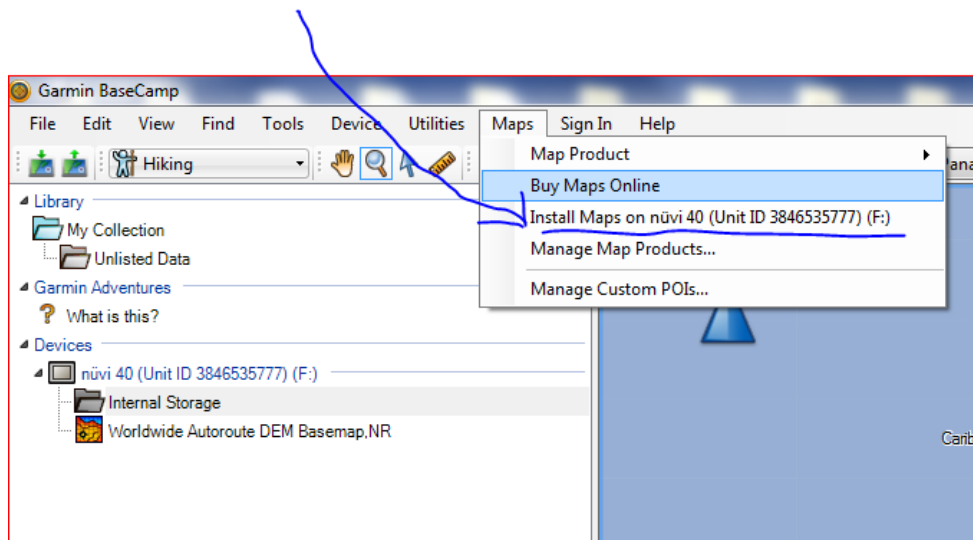 Garmin BaseCamp
File Edit View Find Tools Device Utilities Maps Sign In Help
Hiking
Map Product
Buy Maps Online
Install Maps on nüvi 40 (Unit ID 3846535777) (F:)
Manage Map Products...
Manage Custom POIs...
Library
My Collection
Unlisted Data
Garmin Adventures
What is this?
Devices
nüvi 40 (Unit ID 3846535777) (F:)
Internal Storage
Worldwide Autoroute DEM Basemap,NR